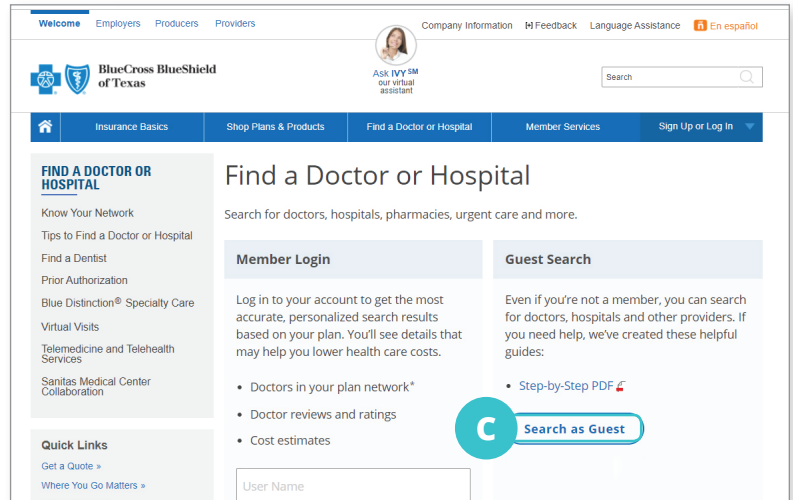 Welcome Employers Producers Providers
Company Information [+] Feedback Language Assistance ñ En español
BlueCross BlueShield
of Texas
Ask IVY℠
our virtual
assistant
Search
Insurance Basics Shop Plans & Products Find a Doctor or Hospital Member Services Sign Up or Log In
FIND A DOCTOR OR
HOSPITAL
Know Your Network
Tips to Find a Doctor or Hospital
Find a Dentist
Prior Authorization
Blue Distinction® Specialty Care
Virtual Visits
Telemedicine and Telehealth
Services
Sanitas Medical Center
Collaboration
Quick Links
Get a Quote »
Where You Go Matters »
Find a Doctor or Hospital
Search for doctors, hospitals, pharmacies, urgent care and more.
Member Login
Log in to your account to get the most
accurate, personalized search results
based on your plan. You'll see details that
may help you lower health care costs.
• Doctors in your plan network*
• Doctor reviews and ratings
• Cost estimates
User Name
Guest Search
Even if you're not a member, you can search
for doctors, hospitals and other providers. If
you need help, we've created these helpful
guides:
• Step-by-Step PDF
C Search as Guest